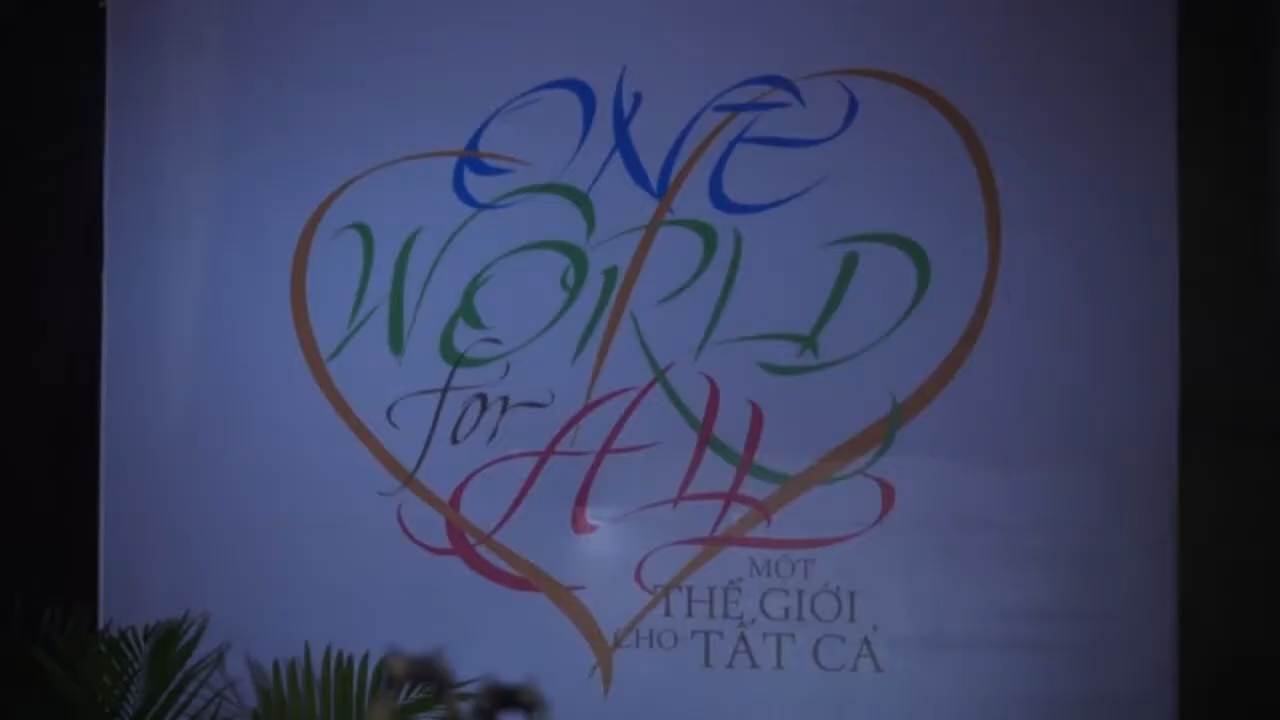 ONE
WORLD
for ALL
MỘT
THẾ GIỚI
CHO TẤT CẢ